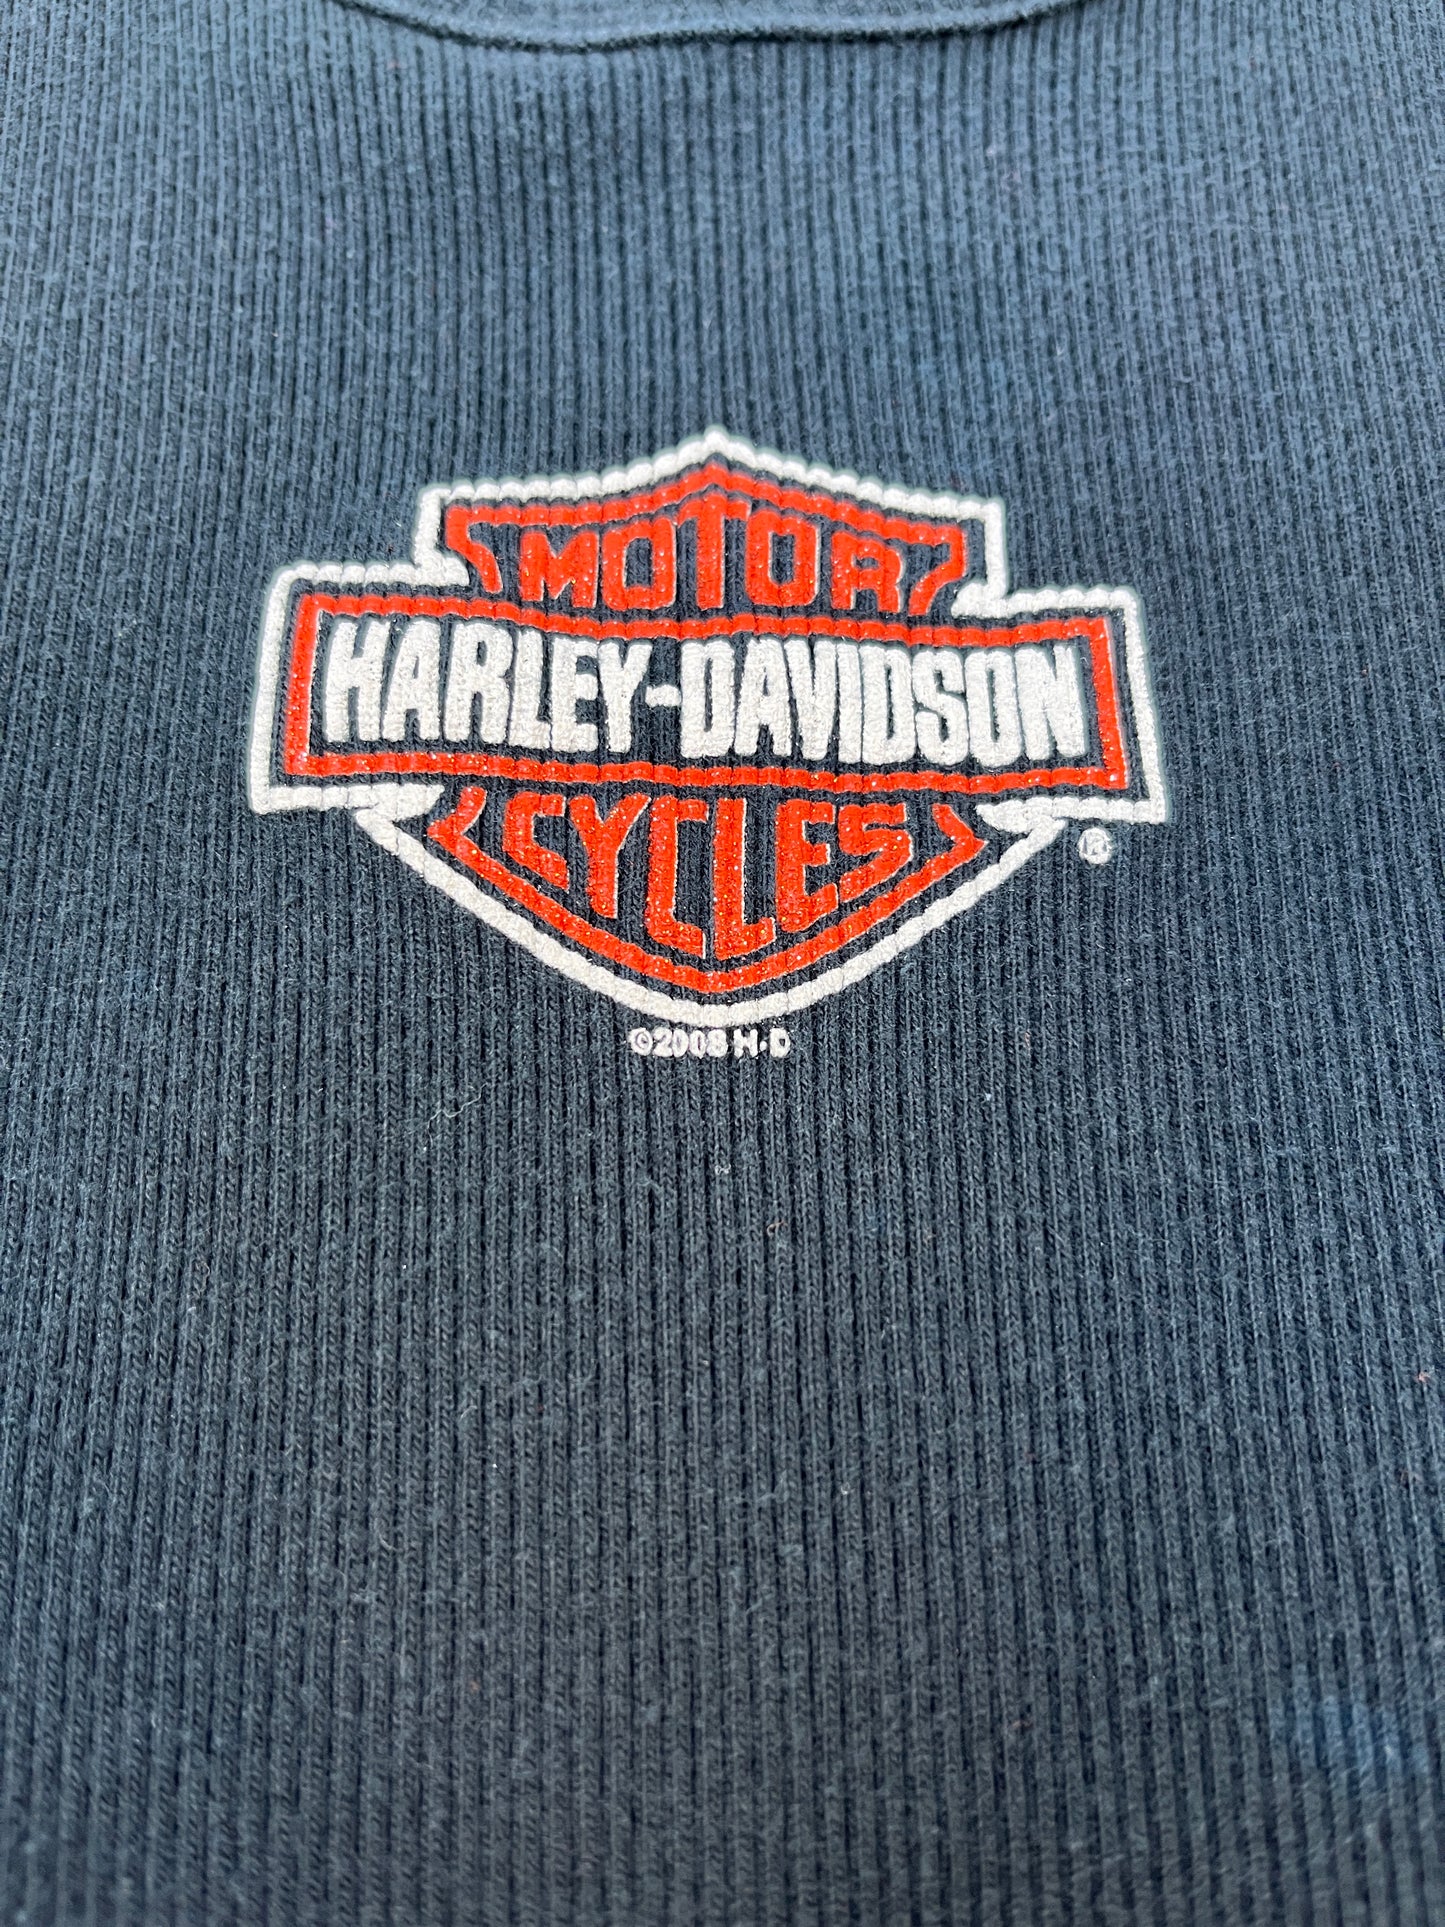 MOTOR
HARLEY-DAVIDSON
CYCLES
®
©2008 H-D